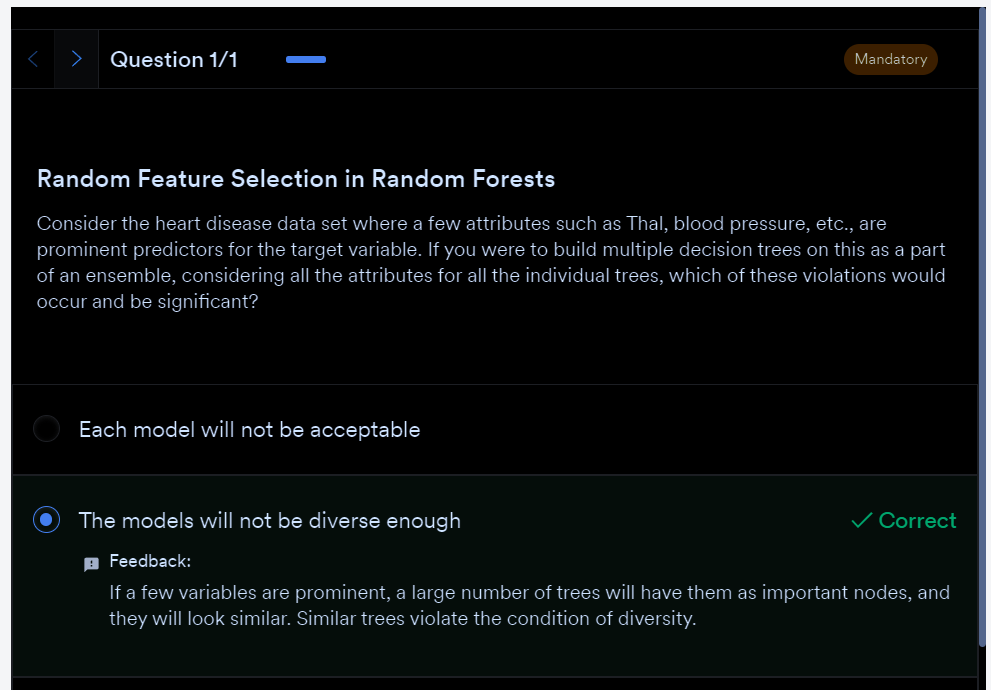 Question 1/1
Mandatory
Random Feature Selection in Random Forests
Consider the heart disease data set where a few attributes such as Thal, blood pressure, etc., are
prominent predictors for the target variable. If you were to build multiple decision trees on this as a part
of an ensemble, considering all the attributes for all the individual trees, which of these violations would
occur and be significant?
Each model will not be acceptable
The models will not be diverse enough
Correct
Feedback:
If a few variables are prominent, a large number of trees will have them as important nodes, and
they will look similar. Similar trees violate the condition of diversity.